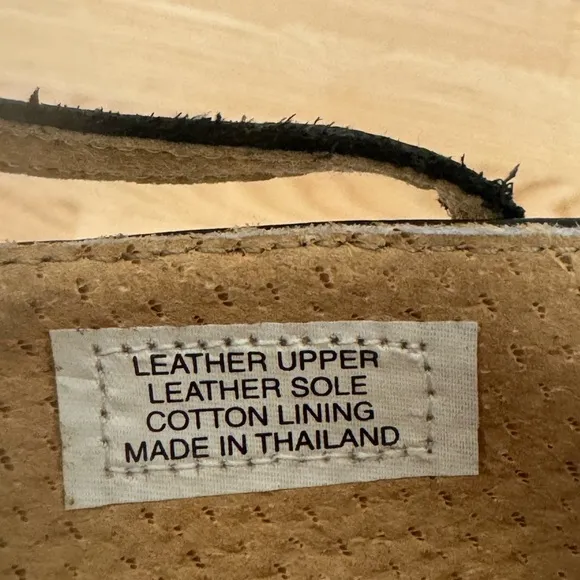 LEATHER UPPER
LEATHER SOLE
COTTON LINING
MADE IN THAILAND